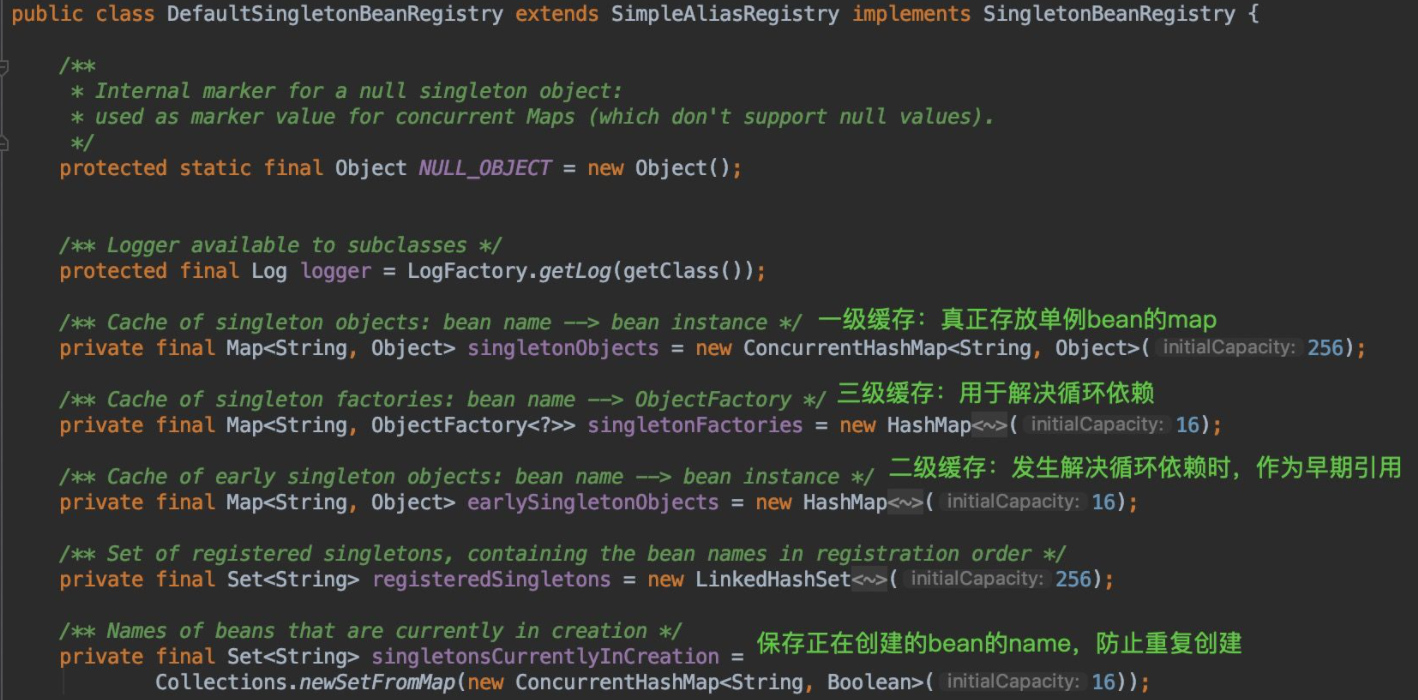 public class DefaultSingletonBeanRegistry extends SimpleAliasRegistry implements SingletonBeanRegistry {
/**
* Internal marker for a null singleton object:
* used as marker value for concurrent Maps (which don't support null values).
*/
protected static final Object NULL_OBJECT = new Object();
/** Logger available to subclasses */
protected final Log logger = LogFactory.getLog(getClass());
/** Cache of singleton objects: bean name --> bean instance */ 一级缓存：真正存放单例bean的map
private final Map<String, Object> singletonObjects = new ConcurrentHashMap<String, Object>( initialCapacity: 256);
/** Cache of singleton factories: bean name --> ObjectFactory */ 三级缓存：用于解决循环依赖
private final Map<String, ObjectFactory<?>> singletonFactories = new HashMap<~>( initialCapacity: 16);
/** Cache of early singleton objects: bean name --> bean instance */ 二级缓存：发生解决循环依赖时，作为早期引用
private final Map<String, Object> earlySingletonObjects = new HashMap<~>( initialCapacity: 16);
/** Set of registered singletons, containing the bean names in registration order */
private final Set<String> registeredSingletons = new LinkedHashSet<~>( initialCapacity: 256);
/** Names of beans that are currently in creation */
private final Set<String> singletonsCurrentlyInCreation = 保存正在创建的bean的name，防止重复创建
Collections.newSetFromMap(new ConcurrentHashMap<String, Boolean>( initialCapacity: 16));